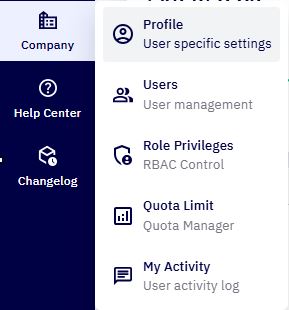 Company
Help Center
Changelog
Profile
User specific settings
Users
User management
Role Privileges
RBAC Control
Quota Limit
Quota Manager
My Activity
User activity log